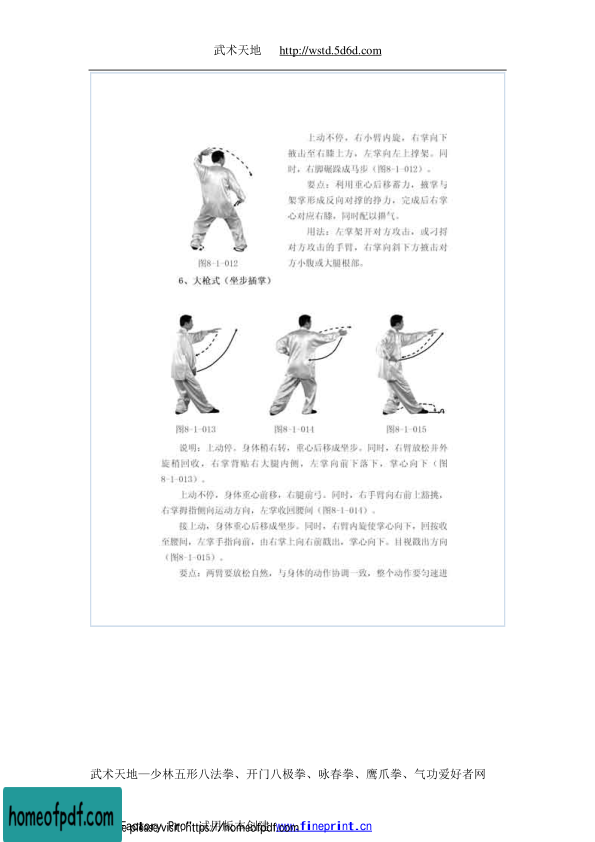 武术天地 http://wstd.5d6d.com
上动不停，右小臂内旋，右掌向下
掖击至右膝上方，左掌向左上撑架。同
时，右脚碾跺成马步（图8-1-012）。
要点：利用重心后移蓄力，掖掌与
架掌形成反向对撑的挣力，完成后右掌
心对应右膝，同时配以排气。
用法：左掌架开对方攻击，或刁捋
对方攻击的手臂，右掌向斜下方掖击对
方小腹或大腿根部。
图8-1-012
6、大枪式（坐步插掌）
图8-1-013 图8-1-014 图8-1-015
说明：上动停。身体稍右转，重心后移成坐步。同时，右臂放松并外
旋稍回收，右掌背贴右大腿内侧，左掌向前下落下，掌心向下（图
8-1-013）。
上动不停，身体重心前移，右腿前弓。同时，右手臂向右前上豁挑，
右掌拇指侧向运动方向，左掌收回腰间（图8-1-014）。
接上动，身体重心后移成坐步。同时，右臂内旋使掌心向下，回按收
至腰间，左掌手指向前，由右掌上向右前戳出，掌心向下。目视戳出方向
（图8-1-015）。
要点：两臂要放松自然，与身体的动作协调一致，整个动作要匀速进
武术天地—少林五形八法拳、开门八极拳、咏春拳、鹰爪拳、气功爱好者网
homeofpdf.com
Factory Pro" 试用版本创建 www.fineprint.cn
e please visit: https://homeofpdf.com